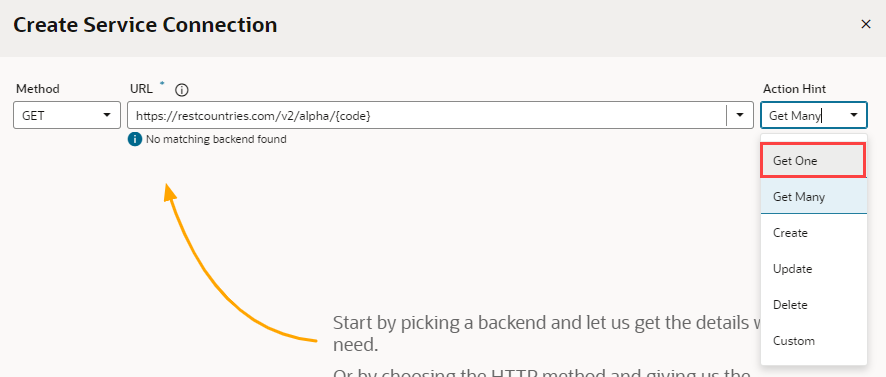 Create Service Connection
Method
URL *
Action Hint
GET
https://restcountries.com/v2/alpha/{code}
Get Many
No matching backend found
Get One
Get Many
Create
Update
Delete
Custom
Start by picking a backend and let us get the details
need.
Or by choosing the HTTP method and giving us the